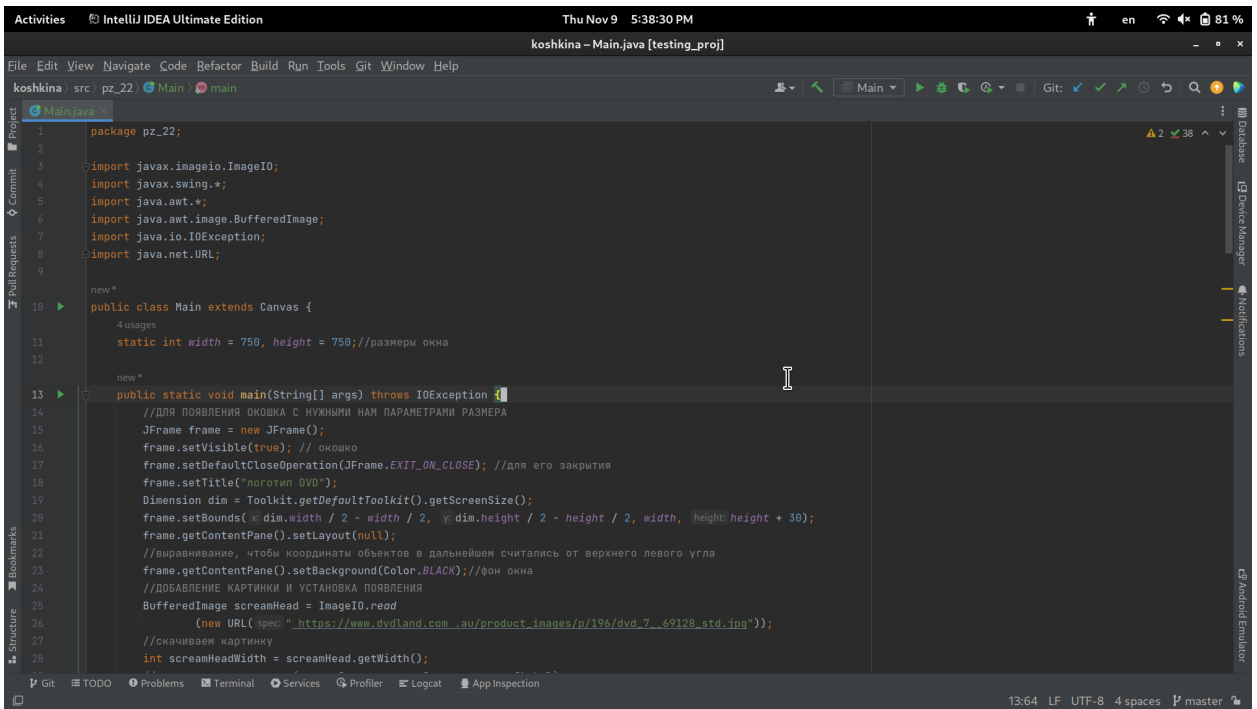 Activities IntelliJ IDEA Ultimate Edition Thu Nov 9 5:38:30 PM en 81 %
koshkina – Main.java [testing_proj]
File Edit View Navigate Code Refactor Build Run Tools Git Window Help
koshkina src pz_22 Main main Main Git:
Project
Commit
Pull Requests
Bookmarks
Structure
Main.java
2 38
1 package pz_22;
2
3 import javax.imageio.ImageIO;
4 import javax.swing.*;
5 import java.awt.*;
6 import java.awt.image.BufferedImage;
7 import java.io.IOException;
8 import java.net.URL;
9
new *
10 public class Main extends Canvas {
4 usages
11 static int width = 750, height = 750;//размеры окна
12
new *
13 public static void main(String[] args) throws IOException {
14 //ДЛЯ ПОЯВЛЕНИЯ ОКОШКА С НУЖНЫМИ НАМ ПАРАМЕТРАМИ РАЗМЕРА
15 JFrame frame = new JFrame();
16 frame.setVisible(true); // окошко
17 frame.setDefaultCloseOperation(JFrame.EXIT_ON_CLOSE); //для его закрытия
18 frame.setTitle("логотип DVD");
19 Dimension dim = Toolkit.getDefaultToolkit().getScreenSize();
20 frame.setBounds( x: dim.width / 2 - width / 2, y: dim.height / 2 - height / 2, width, height: height + 30);
21 frame.getContentPane().setLayout(null);
22 //выравнивание, чтобы координаты объектов в дальнейшем считались от верхнего левого угла
23 frame.getContentPane().setBackground(Color.BLACK);//фон окна
24 //ДОБАВЛЕНИЕ КАРТИНКИ И УСТАНОВКА ПОЯВЛЕНИЯ
25 BufferedImage screamHead = ImageIO.read
26 (new URL( spec: " https://www.dvdland.com .au/product_images/p/196/dvd_7__69128_std.jpg"));
27 //скачиваем картинку
28 int screamHeadWidth = screamHead.getWidth();
Database
Device Manager
Notifications
Android Emulator
Git TODO Problems Terminal Services Profiler Logcat App Inspection
13:64 LF UTF-8 4 spaces master